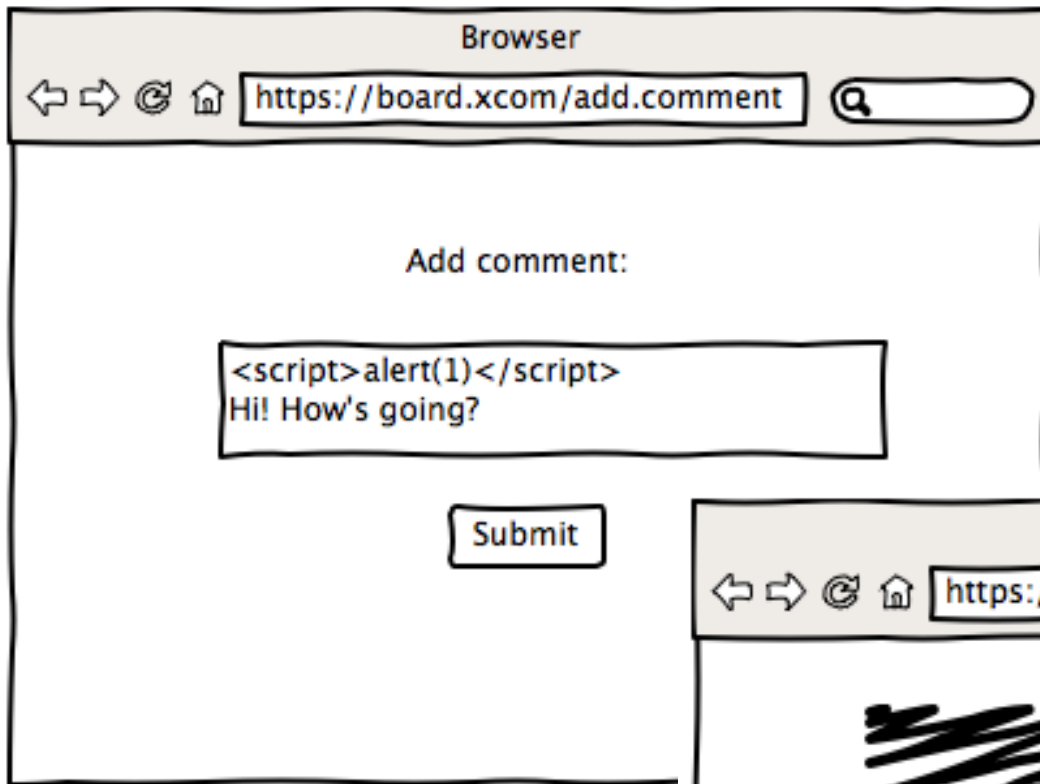 Browser
https://board.xcom/add.comment
Add comment:
<script>alert(1)</script>
Hi! How's going?
Submit
https:/